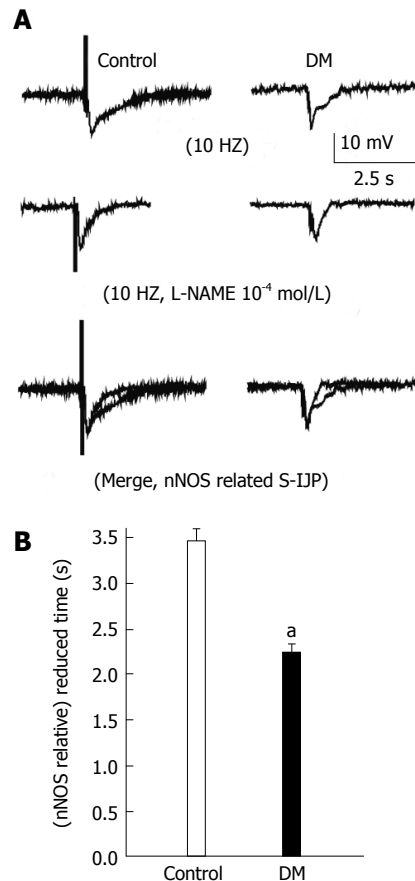 A
Control DM
(10 HZ)
10 mV
2.5 s
(10 HZ, L-NAME 10⁻⁴ mol/L)
(Merge, nNOS related S-IJP)
B
(nNOS relative) reduced time (s)
3.5
3.0
2.5
2.0
1.5
1.0
0.5
0.0
a
Control DM